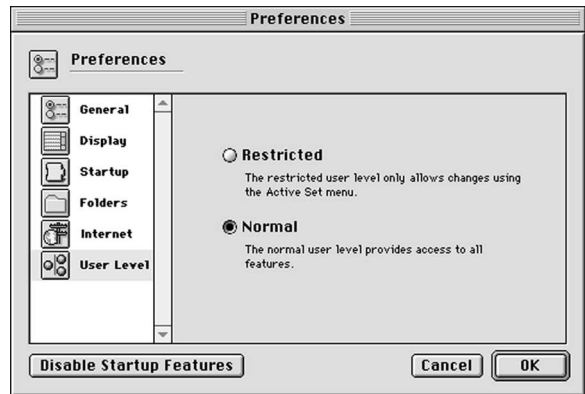 Preferences
Preferences
General
Display
Startup
Folders
Internet
User Level
Restricted
The restricted user level only allows changes using
the Active Set menu.
Normal
The normal user level provides access to all
features.
Disable Startup Features
Cancel
OK